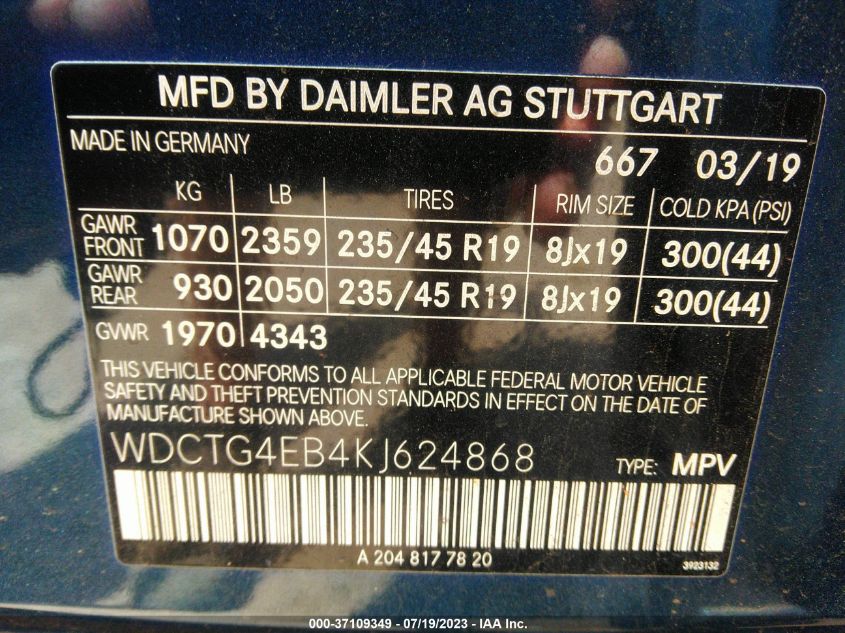 MFD BY DAIMLER AG STUTTGART
MADE IN GERMANY 667 03/19
KG LB TIRES RIM SIZE COLD KPA (PSI)
GAWR FRONT 1070 2359 235/45 R19 8Jx19 300(44)
GAWR REAR 930 2050 235/45 R19 8Jx19 300(44)
GVWR 1970 4343
THIS VEHICLE CONFORMS TO ALL APPLICABLE FEDERAL MOTOR VEHICLE
SAFETY AND THEFT PREVENTION STANDARDS IN EFFECT ON THE DATE OF
MANUFACTURE SHOWN ABOVE.
WDCTG4EB4KJ624868 TYPE: MPV
A 204 817 78 20 3923132
000-37109349 / 07/19/2023 - IAA Inc.